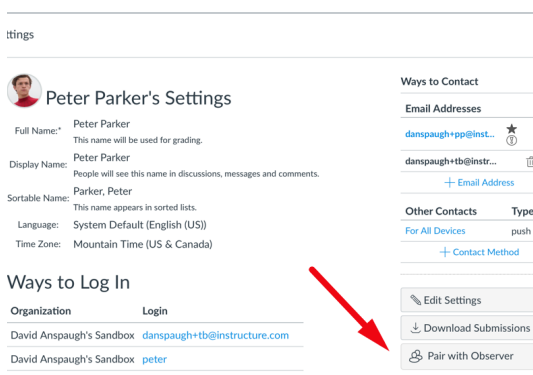 ttings
Peter Parker's Settings
Full Name:* Peter Parker
This name will be used for grading.
Display Name: Peter Parker
People will see this name in discussions, messages and comments.
Sortable Name: Parker, Peter
This name appears in sorted lists.
Language: System Default (English (US))
Time Zone: Mountain Time (US & Canada)
Ways to Log In
Organization Login
David Anspaugh's Sandbox danspaugh+tb@instructure.com
David Anspaugh's Sandbox peter
Ways to Contact
Email Addresses
danspaugh+pp@inst...
danspaugh+tb@instr...
+ Email Address
Other Contacts Type
For All Devices push
+ Contact Method
Edit Settings
Download Submissions
Pair with Observer